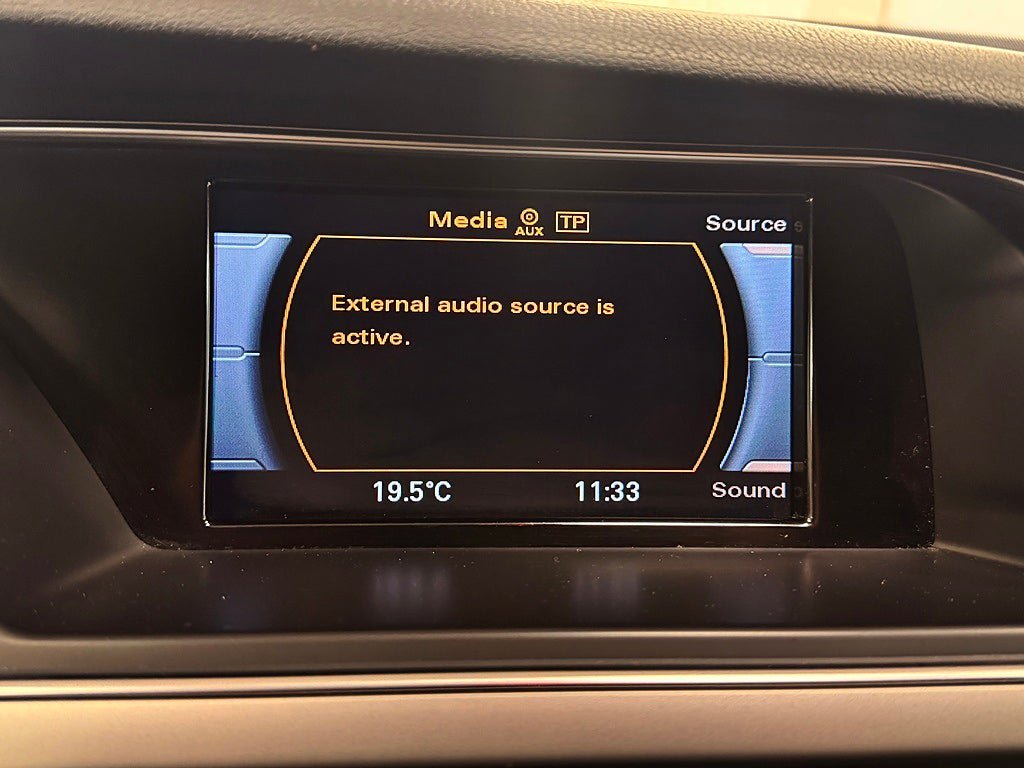 Media AUX TP Source
External audio source is
active.
19.5°C 11:33 Sound